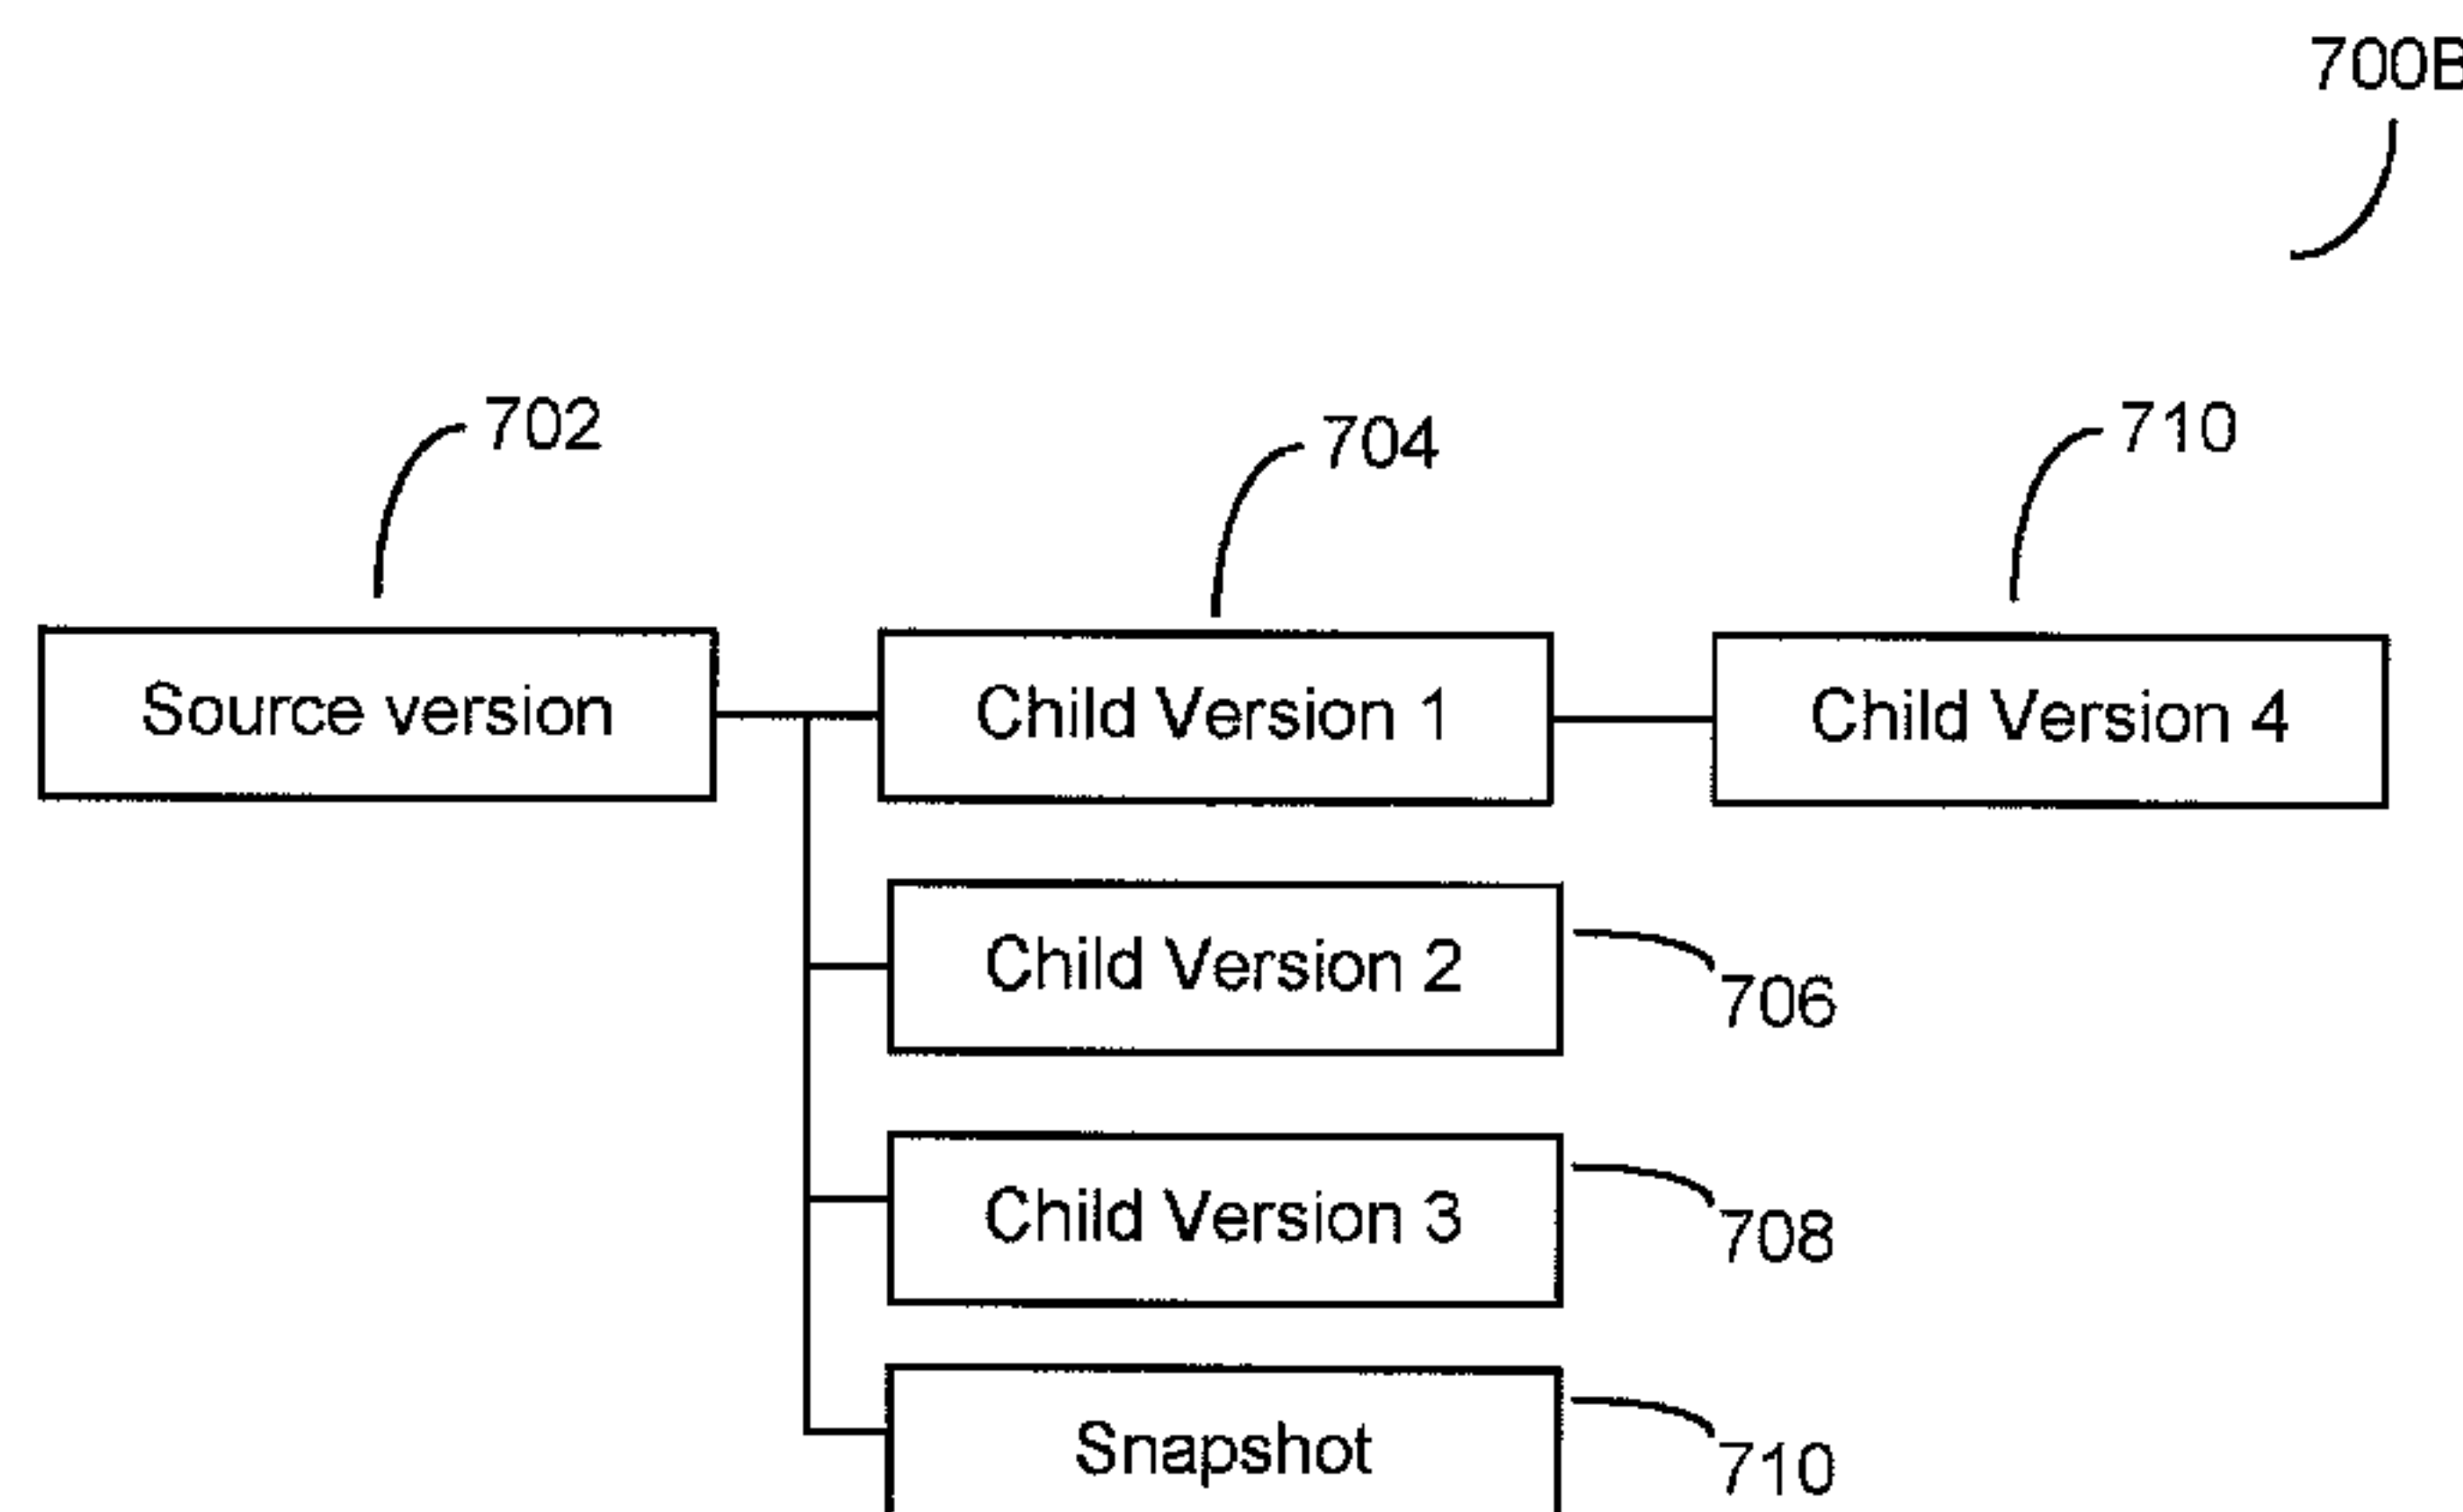 700B
702
704
710
Source version
Child Version 1
Child Version 4
Child Version 2
706
Child Version 3
708
Snapshot
710